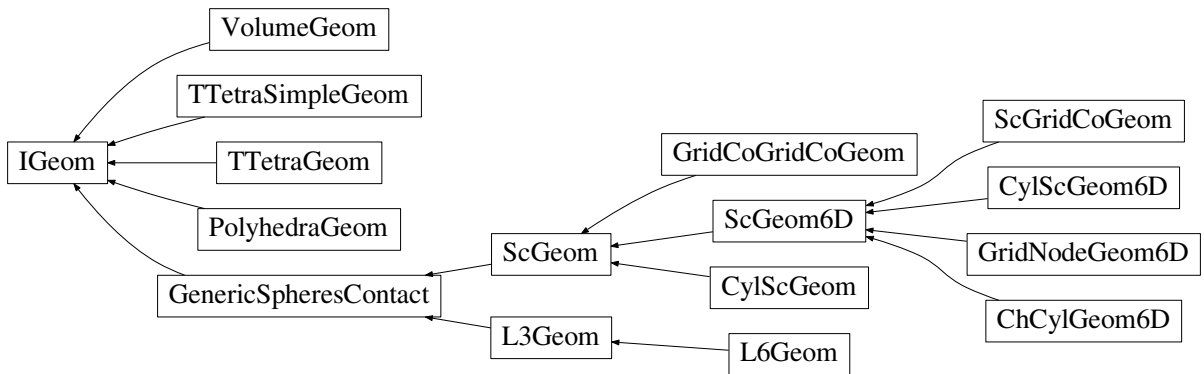 VolumeGeom
TTetraSimpleGeom
IGeom
TTetraGeom
PolyhedraGeom
GenericSpheresContact
ScGeom
L3Geom
GridCoGridCoGeom
ScGeom6D
CylScGeom
L6Geom
ScGridCoGeom
CylScGeom6D
GridNodeGeom6D
ChCylGeom6D